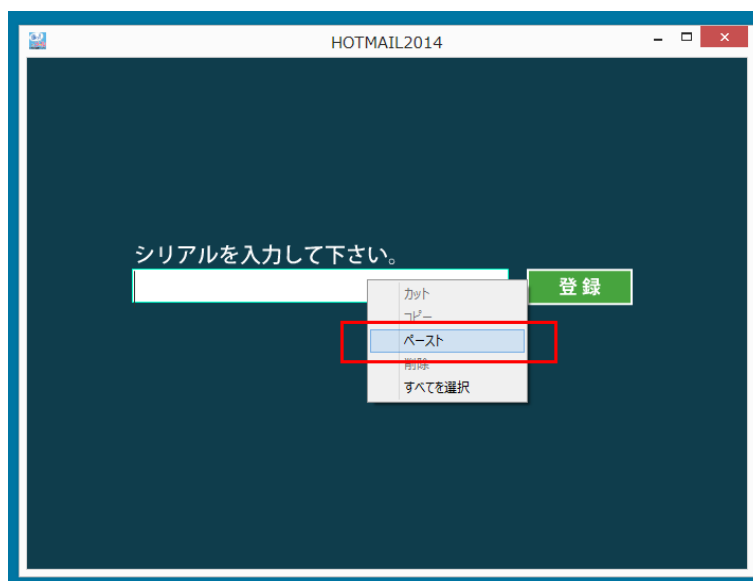 HOTMAIL2014
シリアルを入力して下さい。
登録
カット
コピー
ペースト
削除
すべてを選択